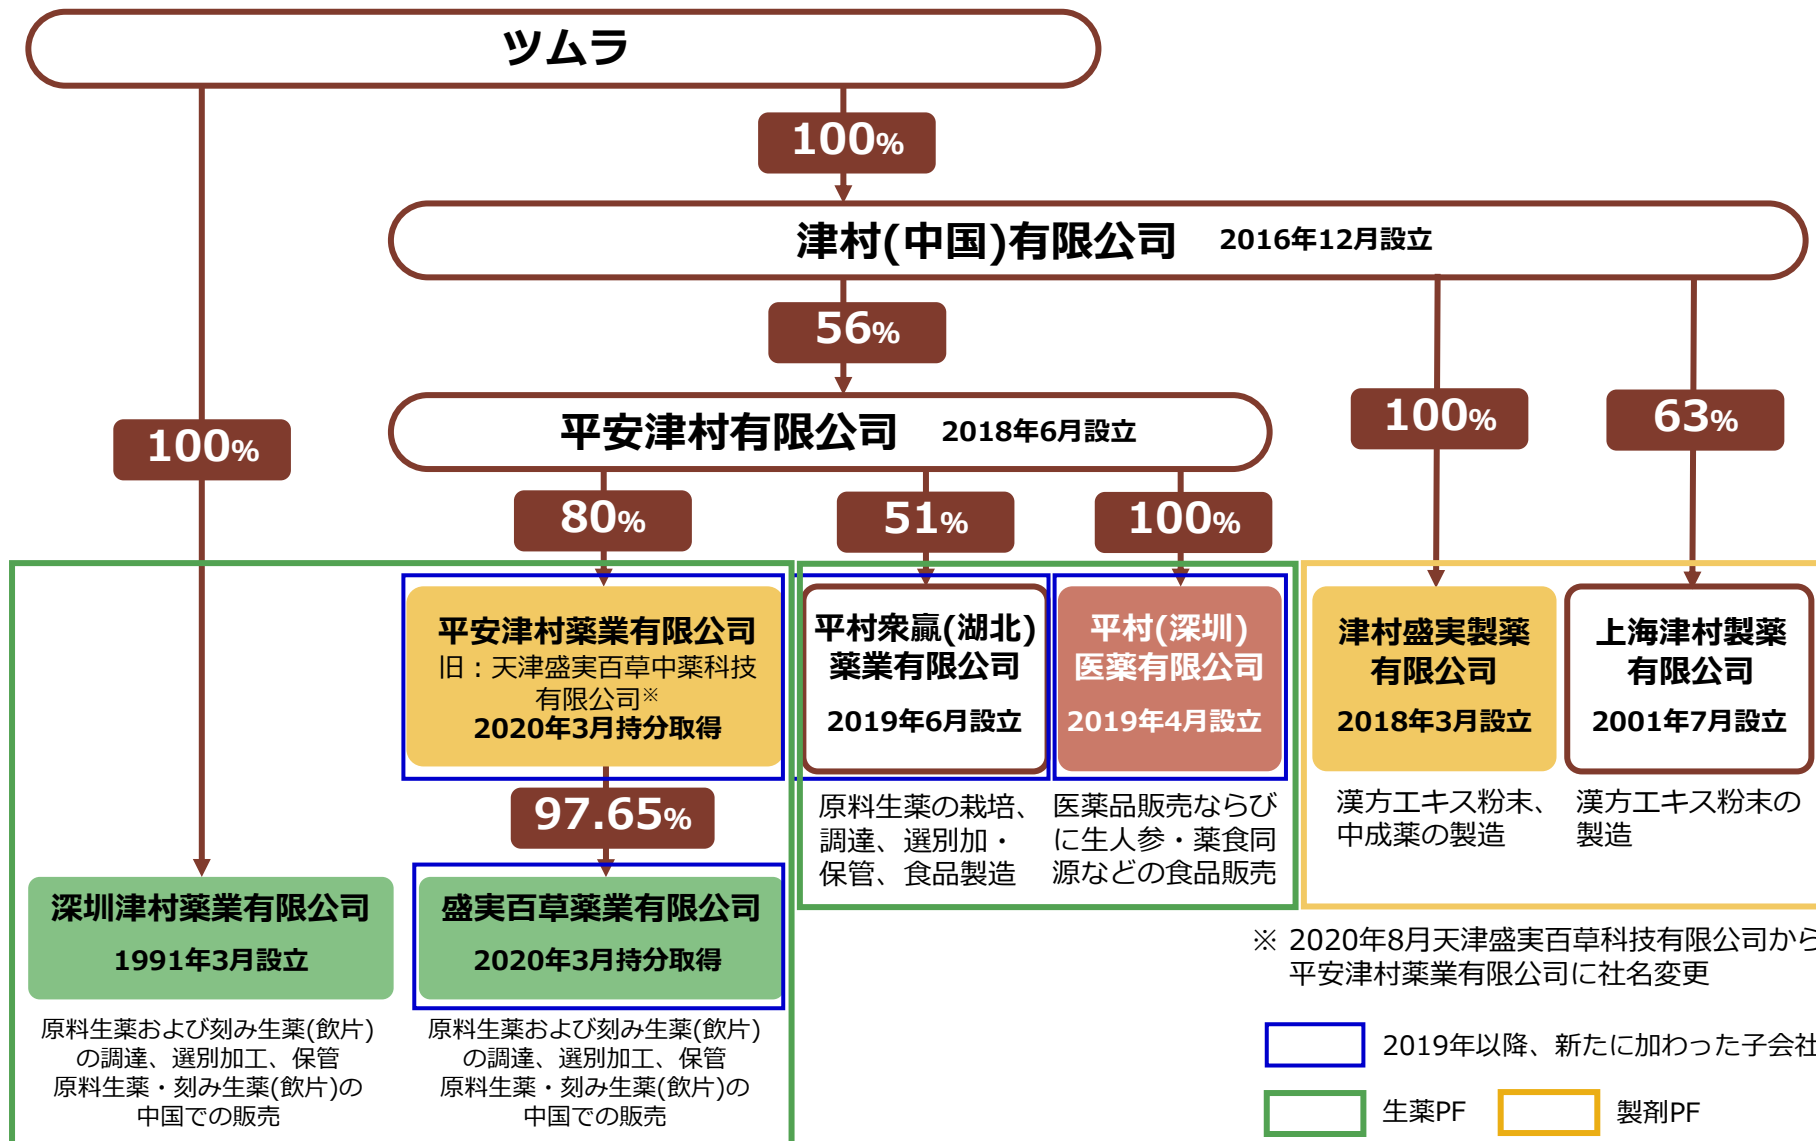 ツムラ
100%
津村(中国)有限公司 2016年12月設立
56%
平安津村有限公司 2018年6月設立
100%
63%
100%
80%
51%
100%
平安津村薬業有限公司
旧：天津盛実百草中薬科技
有限公司※
2020年3月持分取得
平村衆贏(湖北)
薬業有限公司
2019年6月設立
平村(深圳)
医薬有限公司
2019年4月設立
津村盛実製薬
有限公司
2018年3月設立
上海津村製薬
有限公司
2001年7月設立
97.65%
原料生薬の栽培、
調達、選別加・
保管、食品製造
医薬品販売ならび
に生人参・薬食同
源などの食品販売
漢方エキス粉末、
中成薬の製造
漢方エキス粉末の
製造
深圳津村薬業有限公司
1991年3月設立
盛実百草薬業有限公司
2020年3月持分取得
原料生薬および刻み生薬(飲片)
の調達、選別加工、保管
原料生薬・刻み生薬(飲片)の
中国での販売
原料生薬および刻み生薬(飲片)
の調達、選別加工、保管
原料生薬・刻み生薬(飲片)の
中国での販売
※ 2020年8月天津盛実百草科技有限公司から
平安津村薬業有限公司に社名変更
2019年以降、新たに加わった子会社
生薬PF
製剤PF